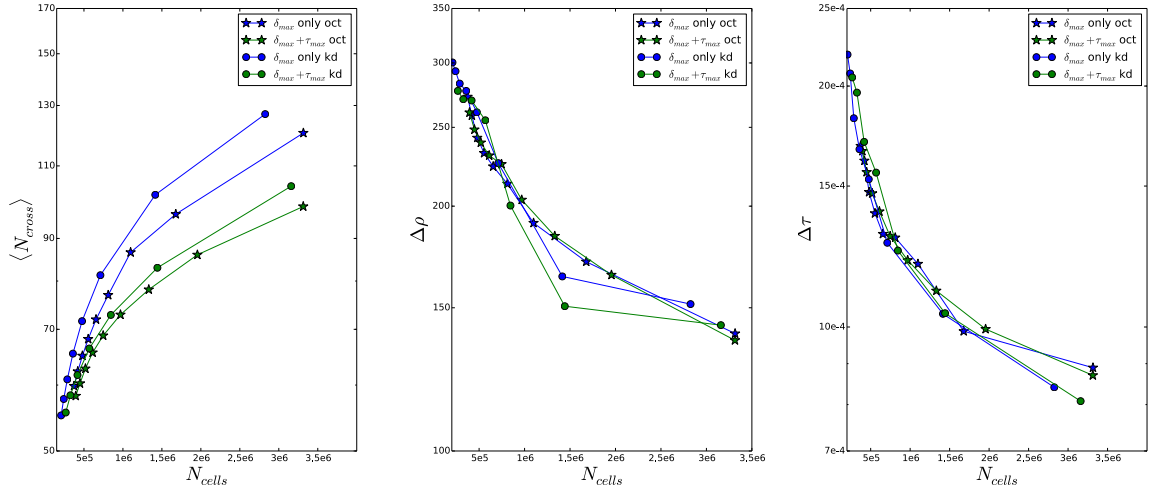 170
150
130
110
90
70
50
⟨N_cross⟩
5e5 1e6 1,5e6 2e6 2,5e6 3e6 3,5e6
N_cells
δ_max only oct
δ_max + τ_max oct
δ_max only kd
δ_max + τ_max kd
350
300
250
200
150
100
Δρ
5e5 1e6 1,5e6 2e6 2,5e6 3e6 3,5e6
N_cells
δ_max only oct
δ_max + τ_max oct
δ_max only kd
δ_max + τ_max kd
25e-4
20e-4
15e-4
10e-4
7e-4
Δτ
5e5 1e6 1,5e6 2e6 2,5e6 3e6 3,5e6
N_cells
δ_max only oct
δ_max + τ_max oct
δ_max only kd
δ_max + τ_max kd